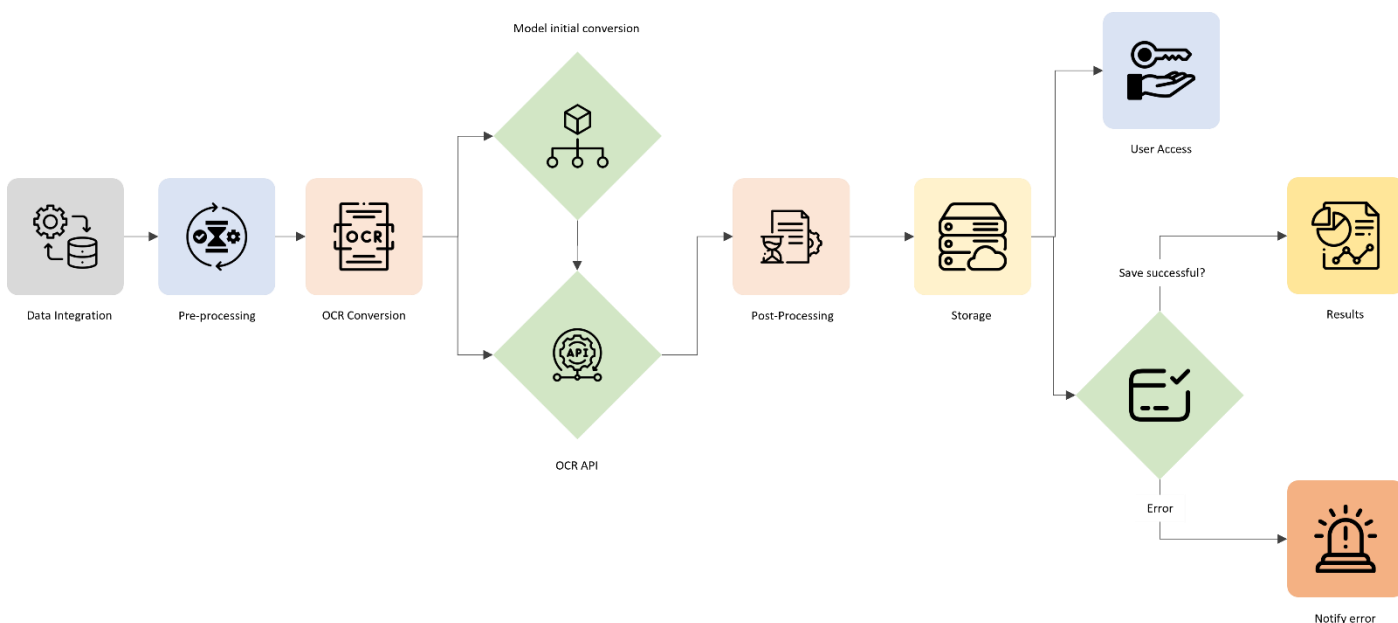 Model initial conversion
User Access
OCR
Data Integration
Pre-processing
OCR Conversion
API
OCR API
Post-Processing
Storage
Save successful?
Results
Error
Notify error